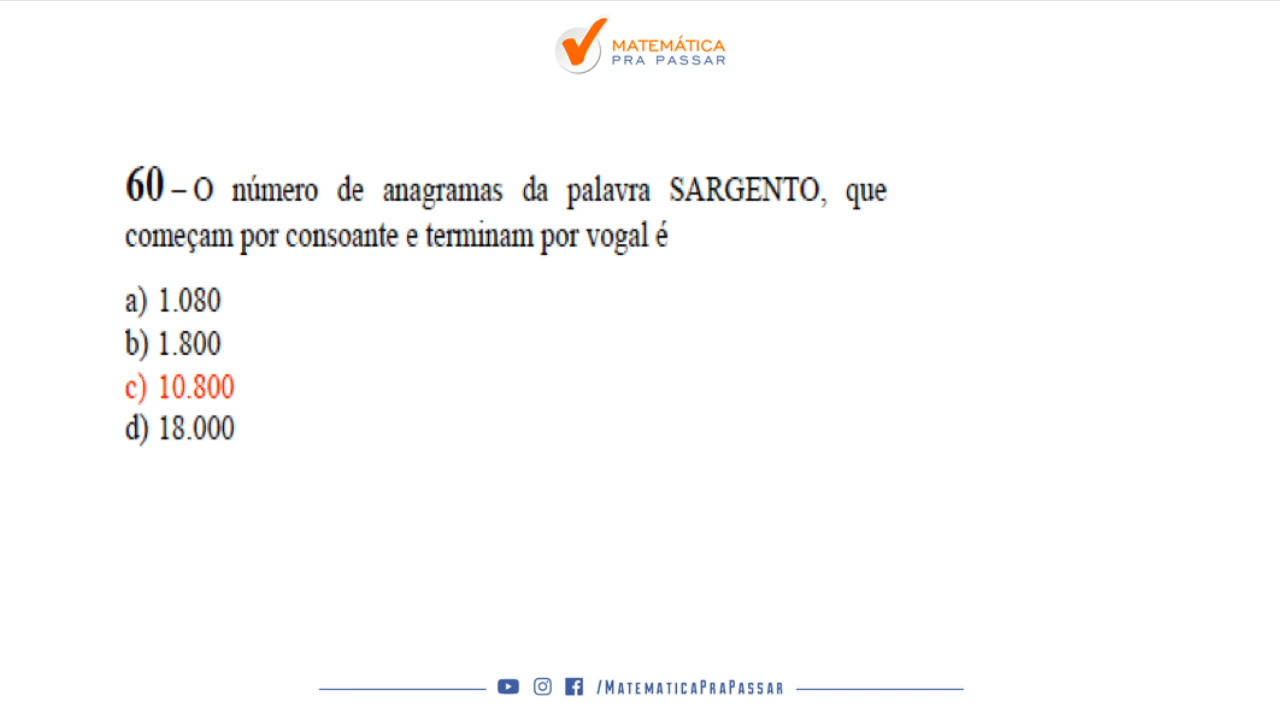 MATEMÁTICA
PRA PASSAR
60 – O número de anagramas da palavra SARGENTO, que
começam por consoante e terminam por vogal é
a) 1.080
b) 1.800
c) 10.800
d) 18.000
/MATEMATICAPRAPASSAR